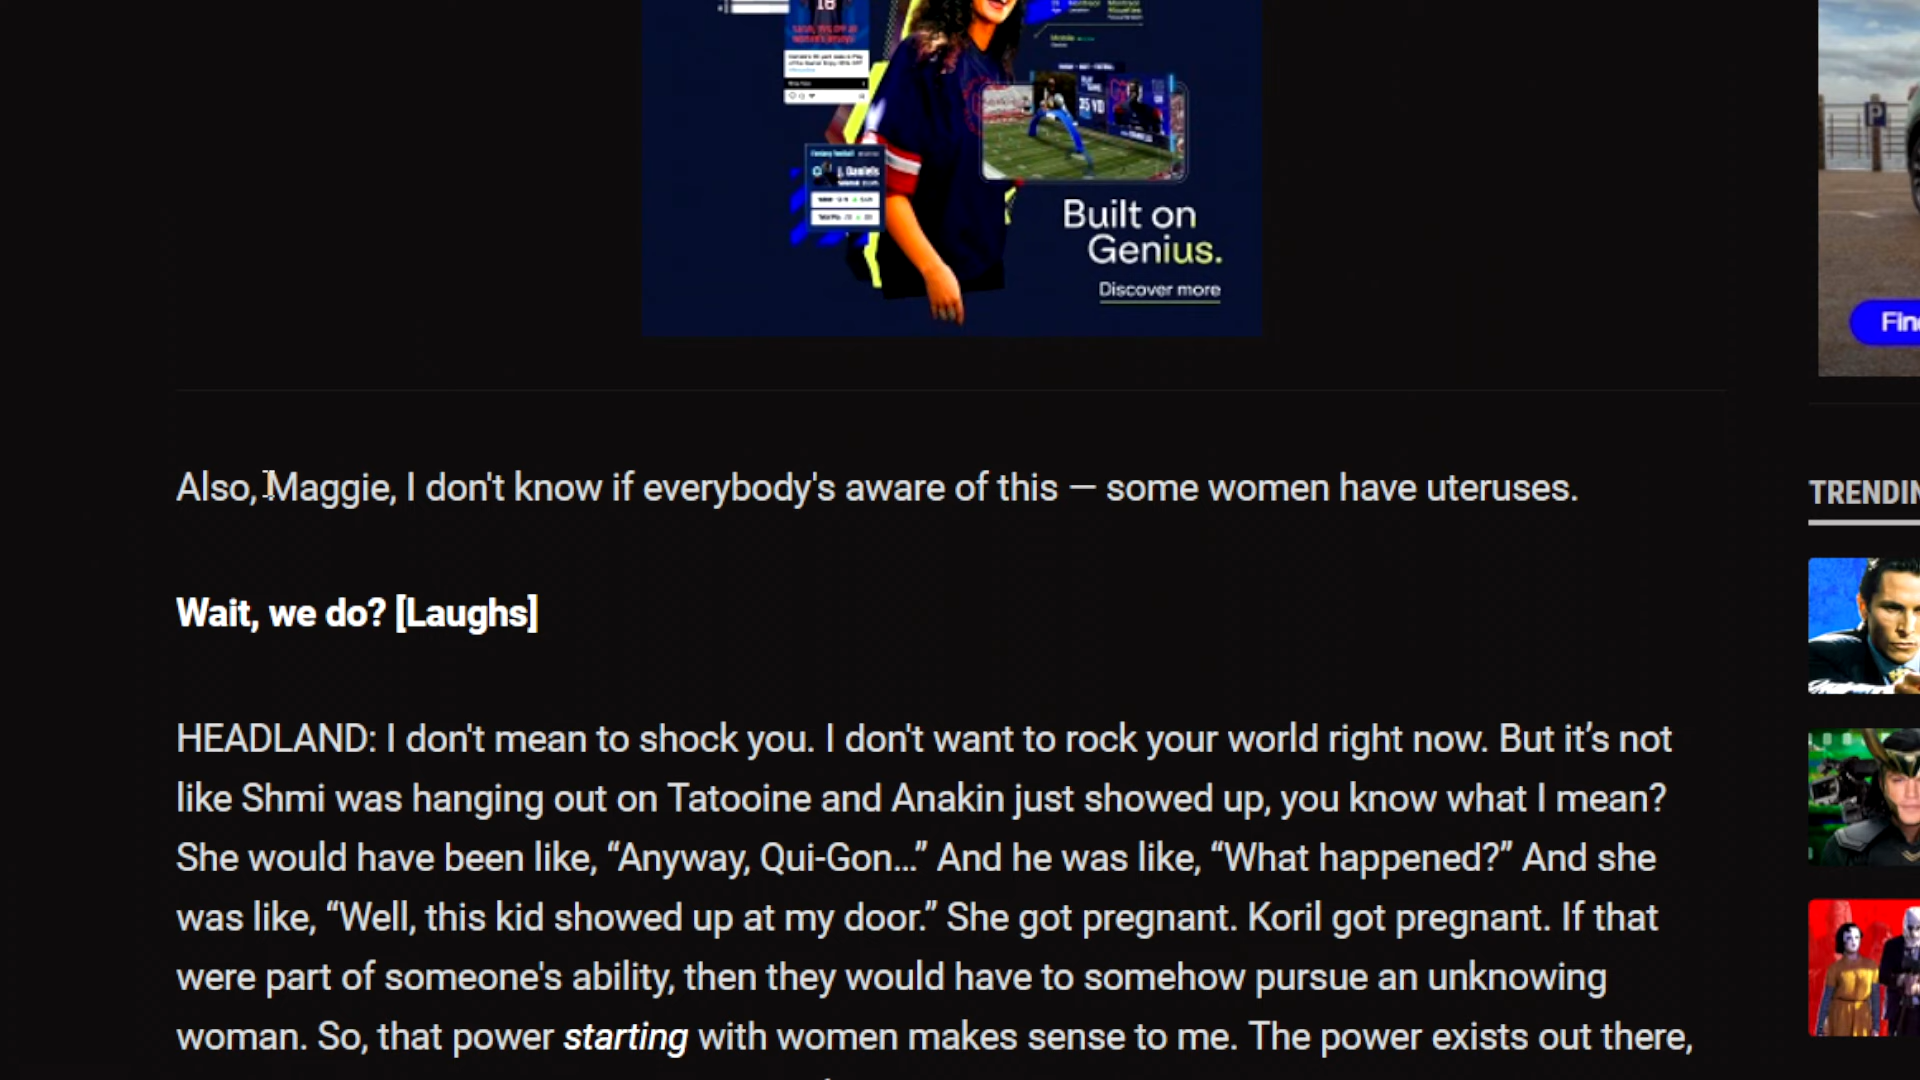 18
J. Daniels
35 YD
Built on
Genius.
Discover more
P
Also, Maggie, I don't know if everybody's aware of this — some women have uteruses.
Wait, we do? [Laughs]
HEADLAND: I don't mean to shock you. I don't want to rock your world right now. But it’s not
like Shmi was hanging out on Tatooine and Anakin just showed up, you know what I mean?
She would have been like, “Anyway, Qui-Gon…” And he was like, “What happened?” And she
was like, “Well, this kid showed up at my door.” She got pregnant. Koril got pregnant. If that
were part of someone's ability, then they would have to somehow pursue an unknowing
woman. So, that power starting with women makes sense to me. The power exists out there,